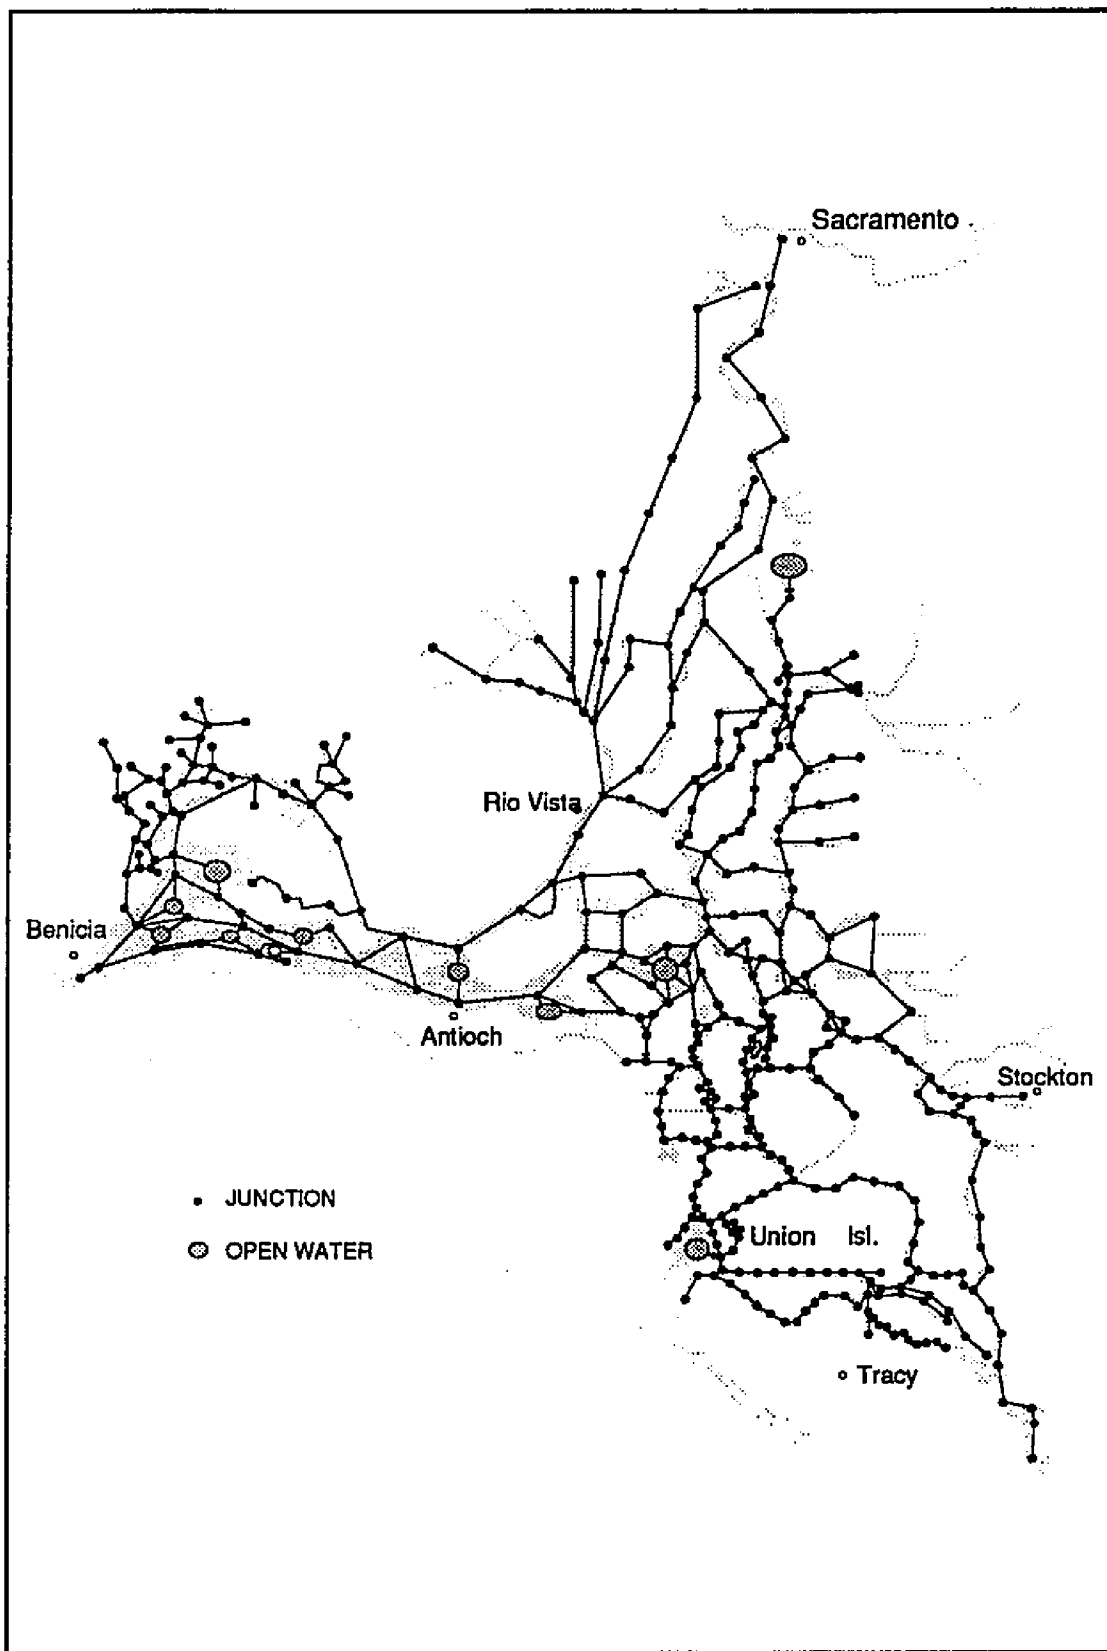 Sacramento
Rio Vista
Benicia
Antioch
Stockton
JUNCTION
OPEN WATER
Union Isl.
Tracy